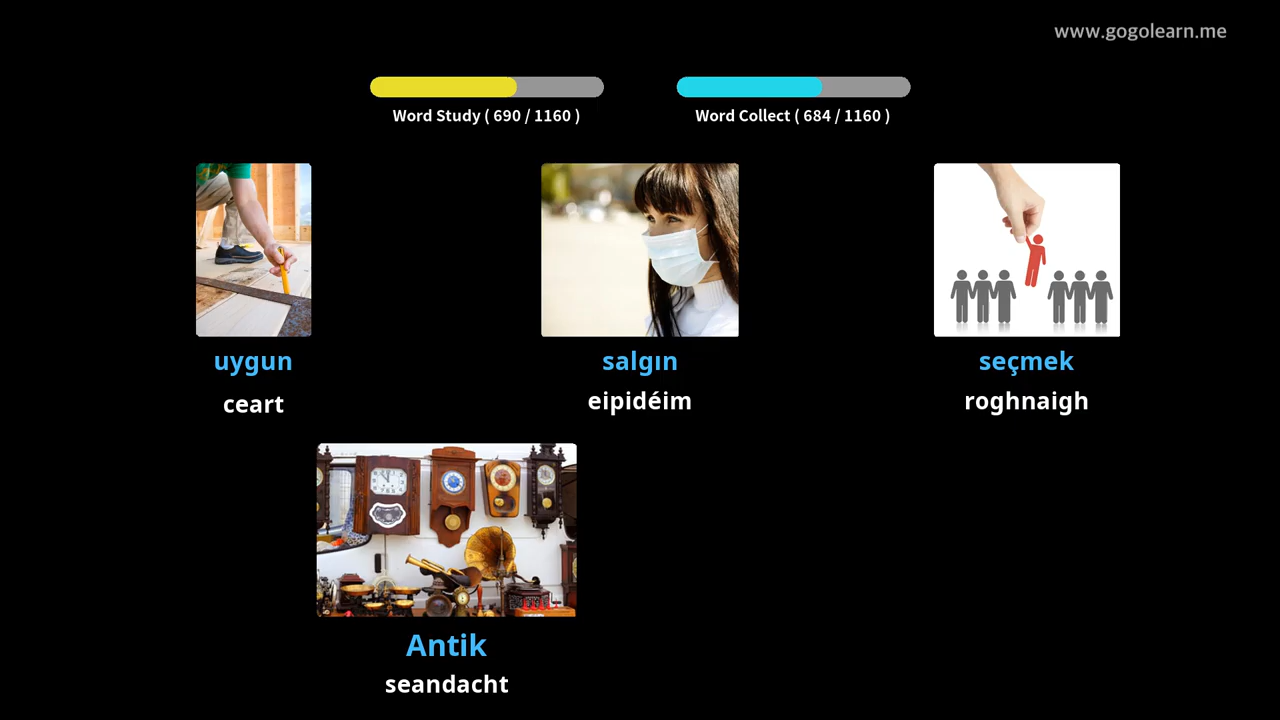 www.gogolearn.me
Word Study ( 690 / 1160 )
Word Collect ( 684 / 1160 )
uygun
ceart
salgın
eipidéim
seçmek
roghnaigh
Antik
seandacht